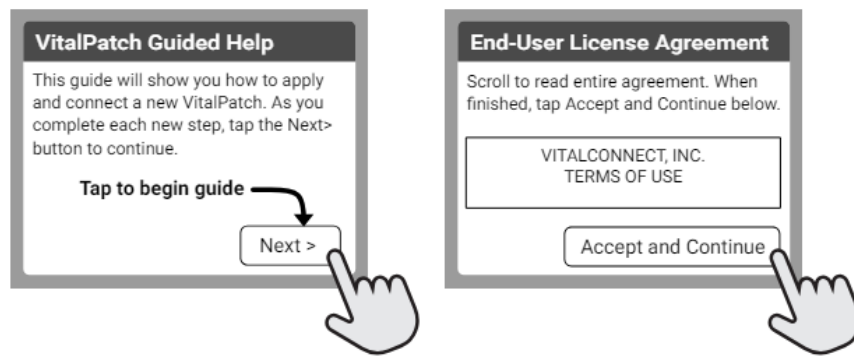 VitalPatch Guided Help
This guide will show you how to apply
and connect a new VitalPatch. As you
complete each new step, tap the Next>
button to continue.
Tap to begin guide
Next >
End-User License Agreement
Scroll to read entire agreement. When
finished, tap Accept and Continue below.
VITALCONNECT, INC.
TERMS OF USE
Accept and Continue